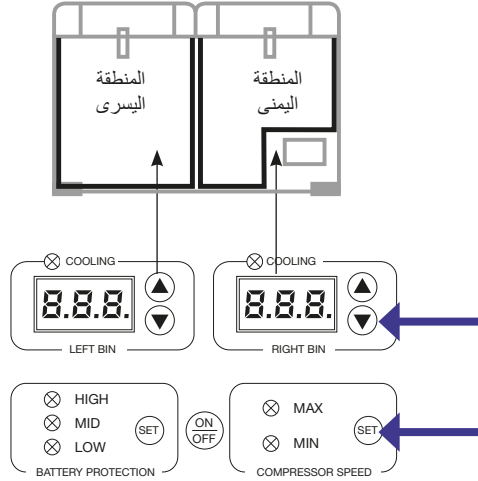 المنطقة
اليسرى
المنطقة
اليمنى
COOLING
COOLING
8.8.8.
8.8.8.
LEFT BIN
RIGHT BIN
HIGH
MID
LOW
SET
ON
OFF
MAX
MIN
SET
BATTERY PROTECTION
COMPRESSOR SPEED